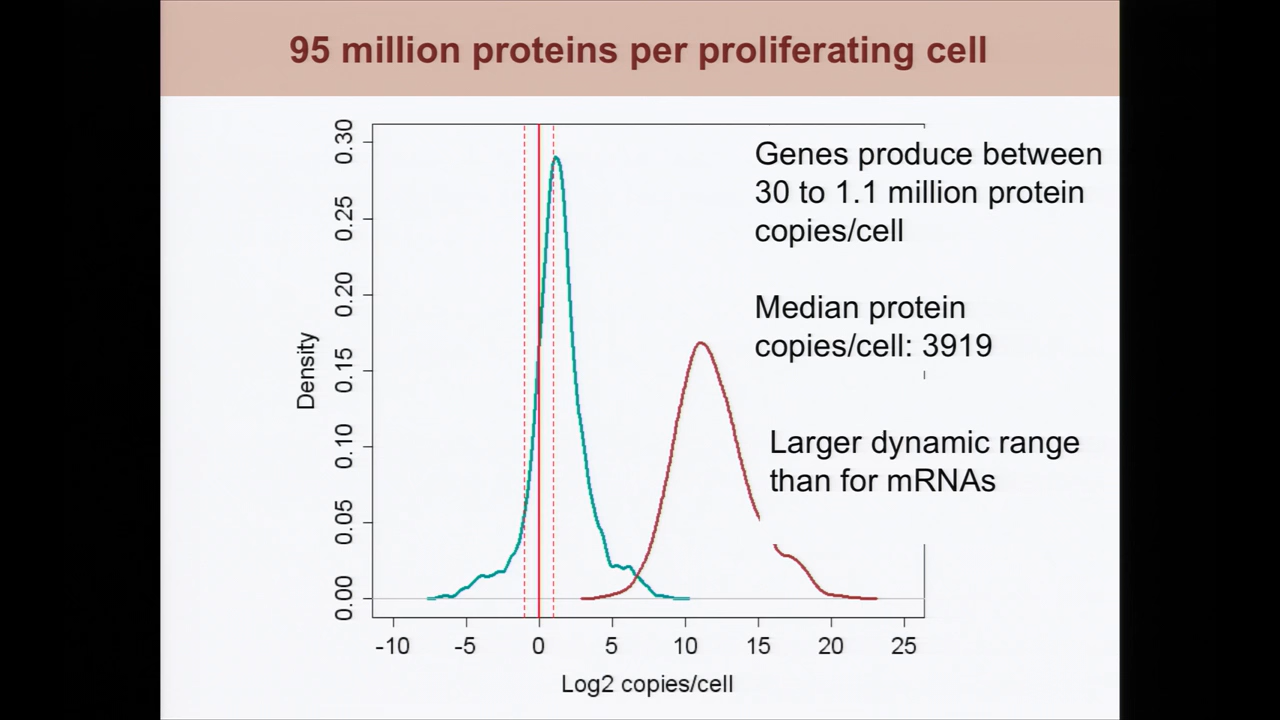 95 million proteins per proliferating cell
Genes produce between
30 to 1.1 million protein
copies/cell
Median protein
copies/cell: 3919
Larger dynamic range
than for mRNAs
Density
0.30
0.25
0.20
0.15
0.10
0.05
0.00
-10 -5 0 5 10 15 20 25
Log2 copies/cell